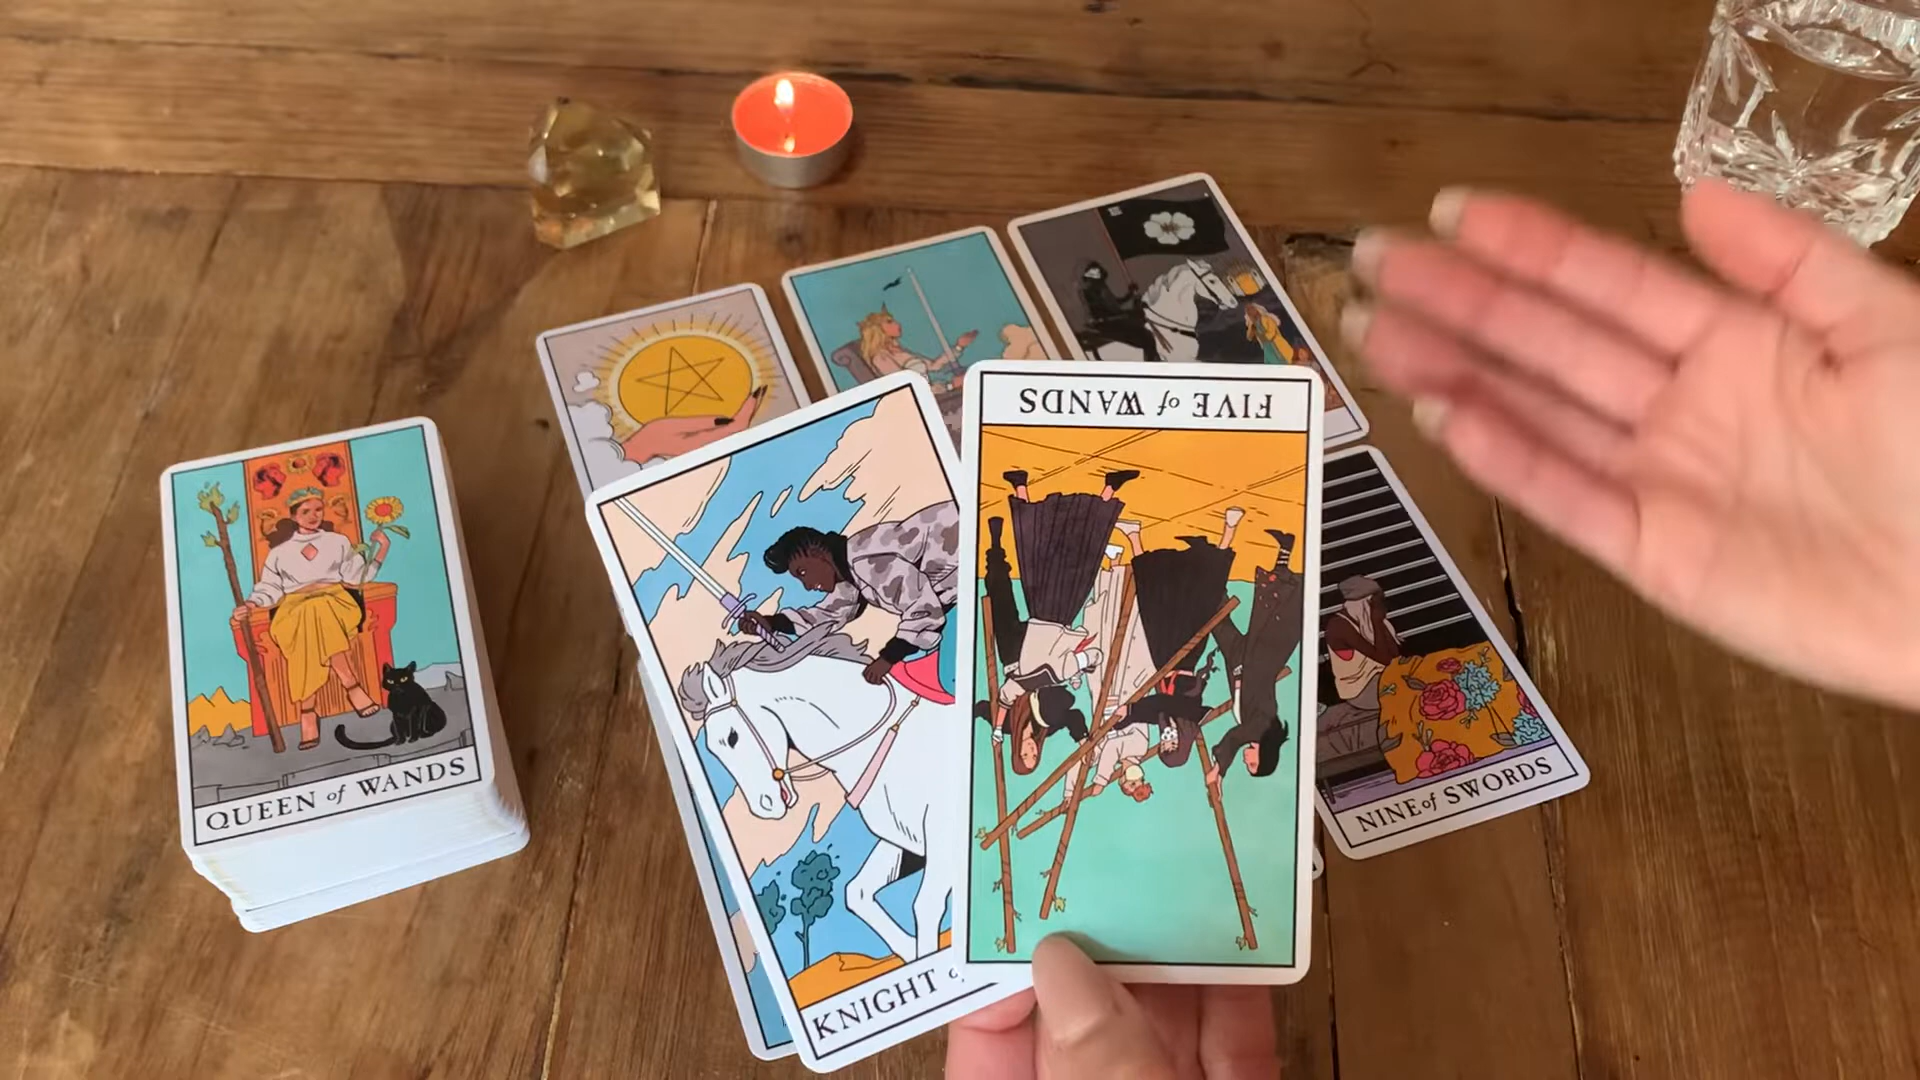 QUEEN of WANDS
KNIGHT
FIVE of WANDS
NINE of SWORDS